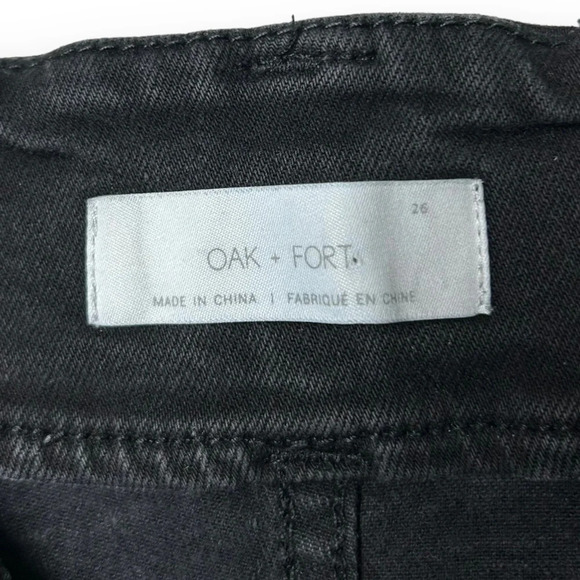 26
OAK + FORT.
MADE IN CHINA | FABRIQUÉ EN CHINE